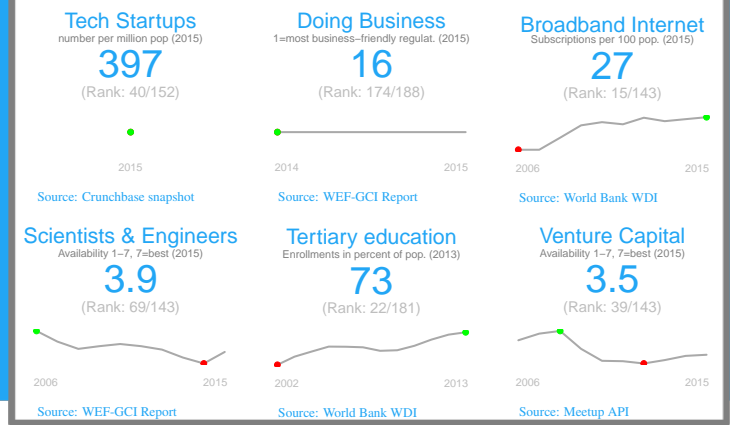 Tech Startups
number per million pop (2015)
397
(Rank: 40/152)
2015
Source: Crunchbase snapshot
Doing Business
1=most business−friendly regulat. (2015)
16
(Rank: 174/188)
2014 2015
Source: WEF-GCI Report
Broadband Internet
Subscriptions per 100 pop. (2015)
27
(Rank: 15/143)
2006 2015
Source: World Bank WDI
Scientists & Engineers
Availability 1−7, 7=best (2015)
3.9
(Rank: 69/143)
2006 2015
Source: WEF-GCI Report
Tertiary education
Enrollments in percent of pop. (2013)
73
(Rank: 22/181)
2002 2013
Source: World Bank WDI
Venture Capital
Availability 1−7, 7=best (2015)
3.5
(Rank: 39/143)
2006 2015
Source: Meetup API